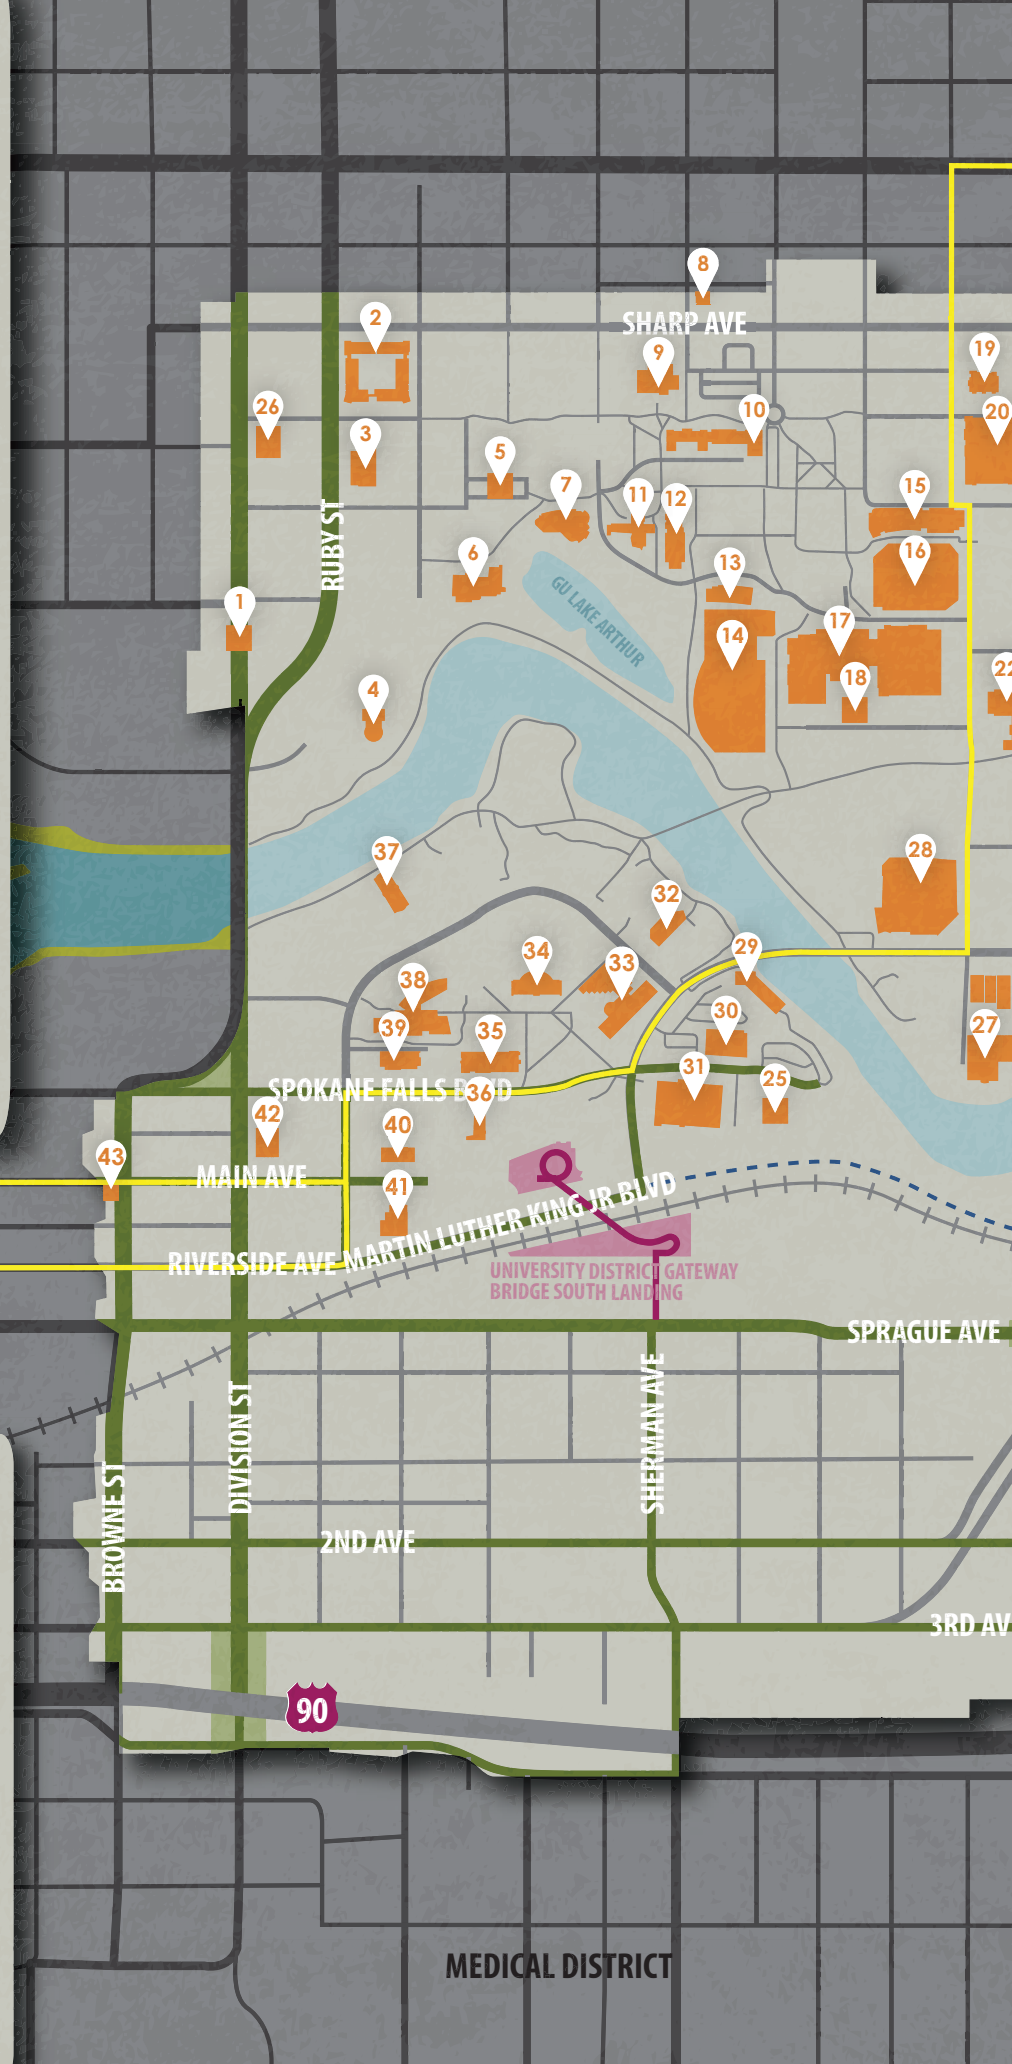 8
2
SHARP AVE
9
19
26
3
10
20
5
7
11
12
15
RUBY ST
6
13
16
GU LAKE ARTHUR
1
14
17
18
22
4
37
28
32
34
33
29
38
39
35
30
27
31
25
SPOKANE FALLS BLVD
36
42
40
43
MAIN AVE
41
MARTIN LUTHER KING JR BLVD
RIVERSIDE AVE
UNIVERSITY DISTRICT GATEWAY
BRIDGE SOUTH LANDING
SPRAGUE AVE
SHERMAN AVE
DIVISION ST
BROWNE ST
2ND AVE
3RD AV
90
MEDICAL DISTRICT